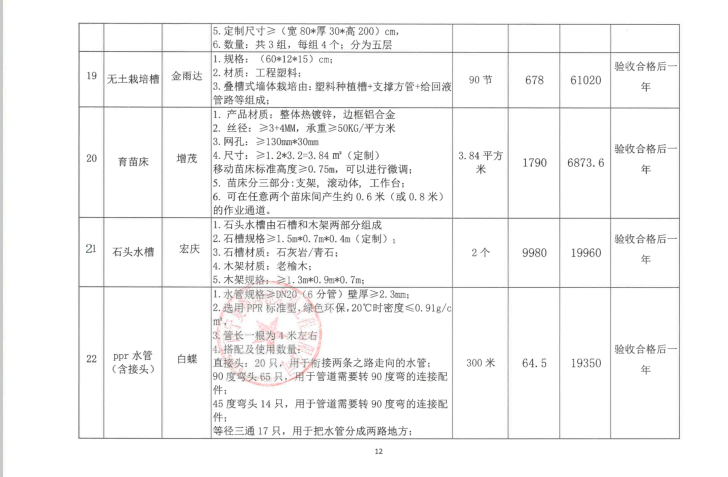 5.定制尺寸≥（宽80*厚30*高200）cm，
6.数量：共3组，每组4个；分为五层
19 无土栽培槽 金雨达
1.规格：（60*12*15）cm；
2.材质：工程塑料；
3.叠槽式墙体栽培由：塑料种植槽+支撑方管+给回液
管路等组成；
90节 678 61020 验收合格后一
年
20 育苗床 增茂
1. 产品材质：整体热镀锌，边框铝合金
2. 丝径：≥3+4MM，承重≥50KG/平方米
3.网孔：≥130mm*30mm
4.尺寸：≥1.2*3.2=3.84㎡（定制）
移动苗床标准高度≥0.75m，可以进行微调；
5. 苗床分三部分:支架，滚动体，工作台；
6. 可在任意两个苗床间产生约0.6米（或0.8米）
的作业通道。
3.84平方
米
1790 6873.6 验收合格后一
年
21 石头水槽 宏庆
1.石头水槽由石槽和木架两部分组成
2.石槽规格≥1.5m*0.7m*0.4m（定制）；
3.石槽材质：石灰岩/青石；
4.木架材质：老榆木；
5.木架规格：≥1.3m*0.9m*0.7m；
2个 9980 19960 验收合格后一
年
22 ppr水管
（含接头）
白蝶
1.水管规格≥DN20（6分管）壁厚≥2.3mm；
2.选用PPR标准型,绿色环保,20℃时密度≤0.91g/c
m³，
3.管长一根为4米左右
4.搭配及使用数量：
直接头：20只，用于衔接两条之路走向的水管；
90度弯头65只，用于管道需要转90度弯的连接配
件；
45度弯头14只，用于管道需要转90度弯的连接配
件；
等径三通17只，用于把水管分成两路地方；
300米 64.5 19350 验收合格后一
年
12